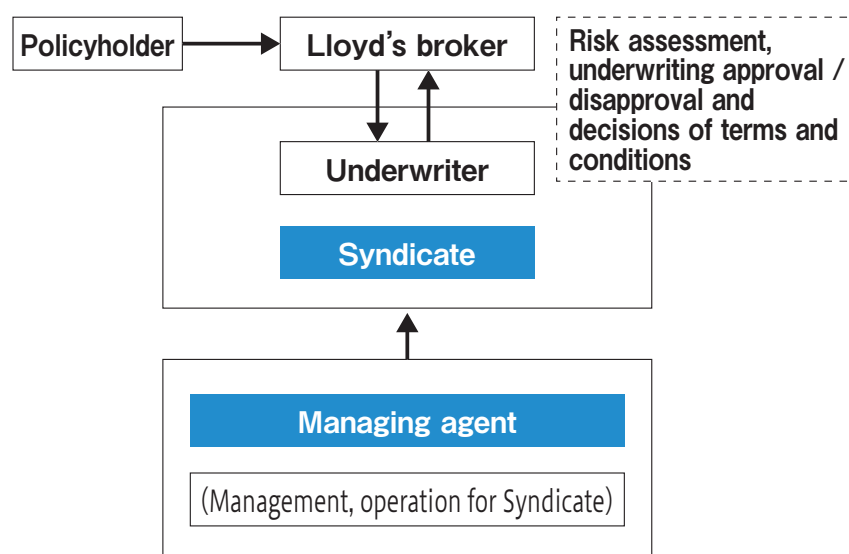 Policyholder
Lloyd's broker
Risk assessment,
underwriting approval /
disapproval and
decisions of terms and
conditions
Underwriter
Syndicate
Managing agent
(Management, operation for Syndicate)